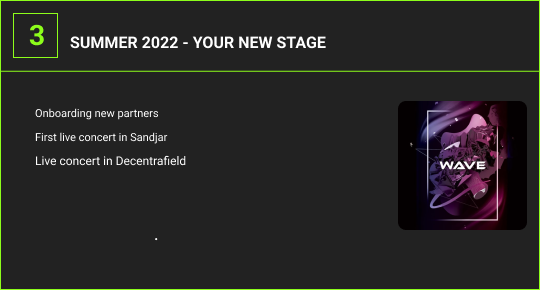 3
SUMMER 2022 - YOUR NEW STAGE
Onboarding new partners
First live concert in Sandjar
Live concert in Decentrafield
.
WAVE